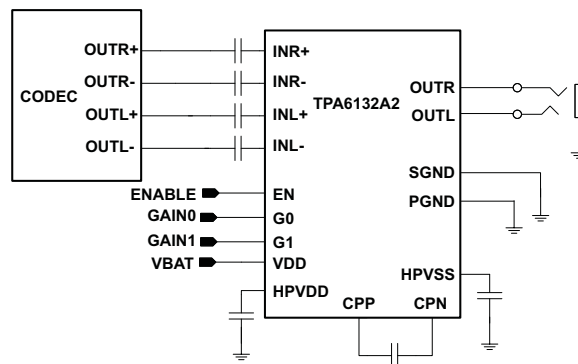 CODEC
OUTR+
OUTR-
OUTL+
OUTL-
INR+
INR-
INL+
INL-
TPA6132A2
OUTR
OUTL
SGND
PGND
ENABLE
EN
GAIN0
G0
GAIN1
G1
VBAT
VDD
HPVDD
HPVSS
CPP
CPN